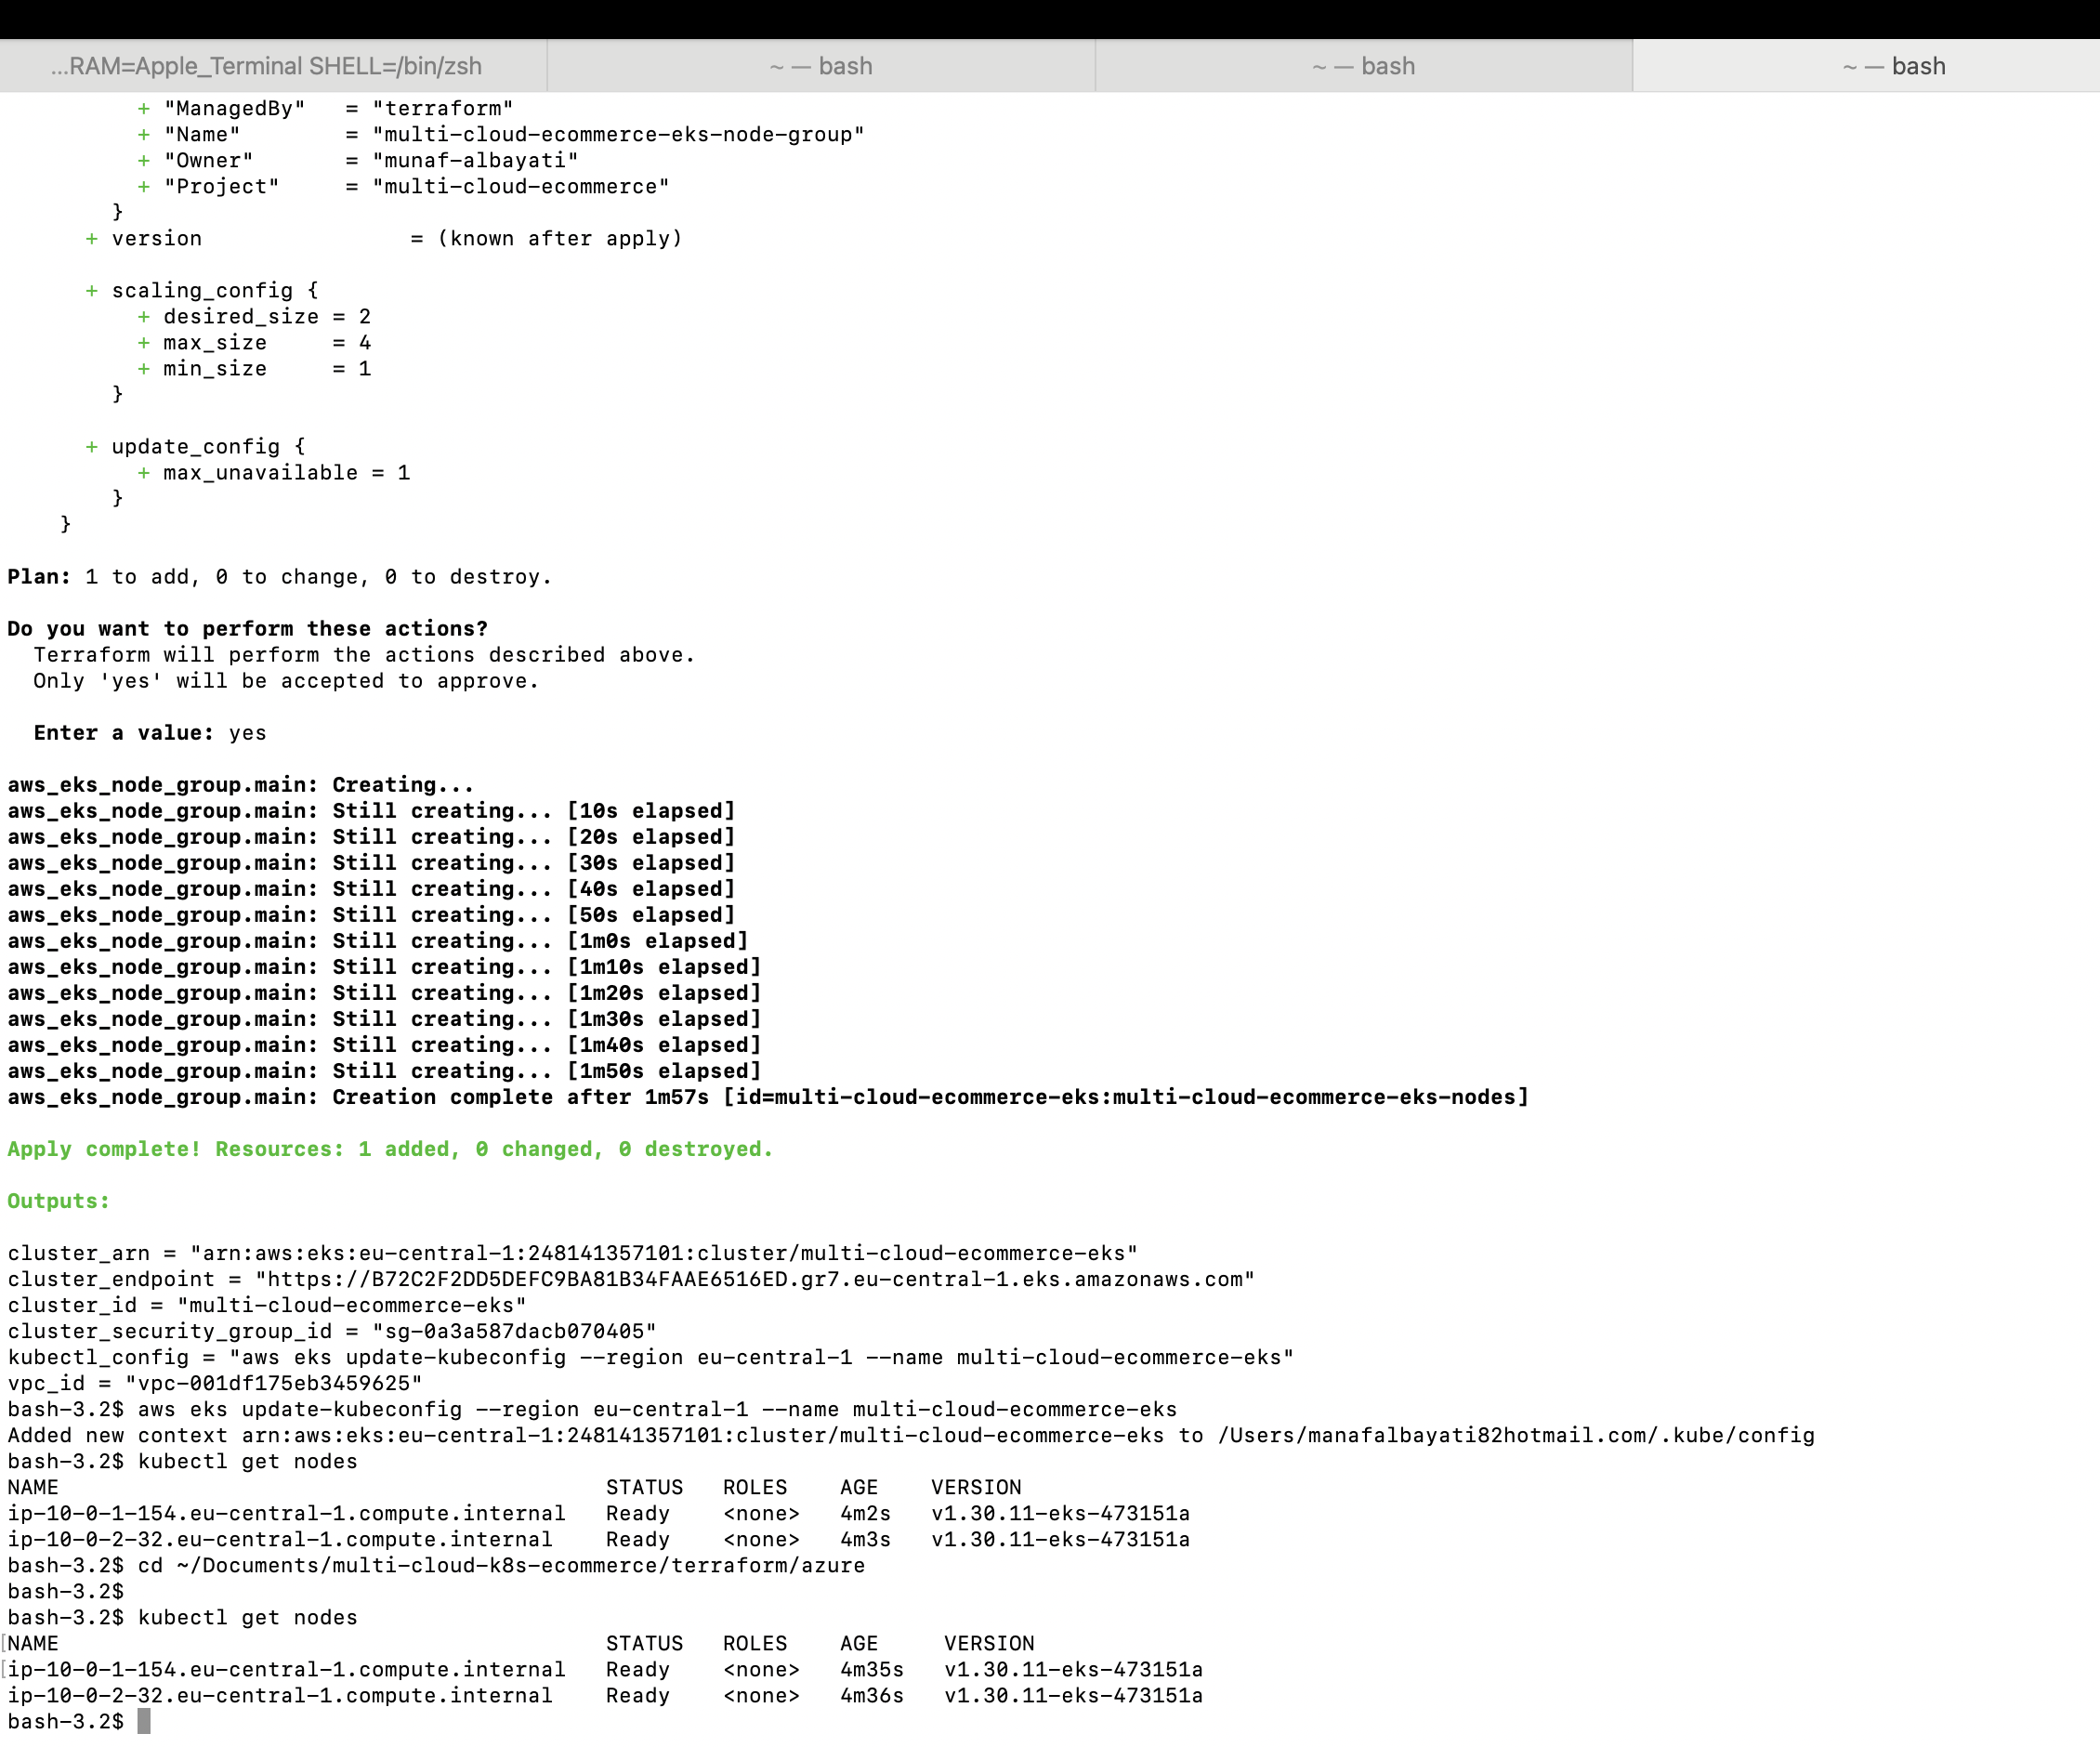 ...RAM=Apple_Terminal SHELL=/bin/zsh
~ — bash
~ — bash
~ — bash
+ "ManagedBy"   = "terraform"
+ "Name"        = "multi-cloud-ecommerce-eks-node-group"
+ "Owner"       = "munaf-albayati"
+ "Project"     = "multi-cloud-ecommerce"
}
+ version                = (known after apply)
+ scaling_config {
+ desired_size = 2
+ max_size     = 4
+ min_size     = 1
}
+ update_config {
+ max_unavailable = 1
}
}
Plan: 1 to add, 0 to change, 0 to destroy.
Do you want to perform these actions?
Terraform will perform the actions described above.
Only 'yes' will be accepted to approve.
Enter a value: yes
aws_eks_node_group.main: Creating...
aws_eks_node_group.main: Still creating... [10s elapsed]
aws_eks_node_group.main: Still creating... [20s elapsed]
aws_eks_node_group.main: Still creating... [30s elapsed]
aws_eks_node_group.main: Still creating... [40s elapsed]
aws_eks_node_group.main: Still creating... [50s elapsed]
aws_eks_node_group.main: Still creating... [1m0s elapsed]
aws_eks_node_group.main: Still creating... [1m10s elapsed]
aws_eks_node_group.main: Still creating... [1m20s elapsed]
aws_eks_node_group.main: Still creating... [1m30s elapsed]
aws_eks_node_group.main: Still creating... [1m40s elapsed]
aws_eks_node_group.main: Still creating... [1m50s elapsed]
aws_eks_node_group.main: Creation complete after 1m57s [id=multi-cloud-ecommerce-eks:multi-cloud-ecommerce-eks-nodes]
Apply complete! Resources: 1 added, 0 changed, 0 destroyed.
Outputs:
cluster_arn = "arn:aws:eks:eu-central-1:248141357101:cluster/multi-cloud-ecommerce-eks"
cluster_endpoint = "https://B72C2F2DD5DEFC9BA81B34FAAE6516ED.gr7.eu-central-1.eks.amazonaws.com"
cluster_id = "multi-cloud-ecommerce-eks"
cluster_security_group_id = "sg-0a3a587dacb070405"
kubectl_config = "aws eks update-kubeconfig --region eu-central-1 --name multi-cloud-ecommerce-eks"
vpc_id = "vpc-001df175eb3459625"
bash-3.2$ aws eks update-kubeconfig --region eu-central-1 --name multi-cloud-ecommerce-eks
Added new context arn:aws:eks:eu-central-1:248141357101:cluster/multi-cloud-ecommerce-eks to /Users/manafalbayati82hotmail.com/.kube/config
bash-3.2$ kubectl get nodes
NAME                                          STATUS   ROLES    AGE    VERSION
ip-10-0-1-154.eu-central-1.compute.internal   Ready    <none>   4m2s   v1.30.11-eks-473151a
ip-10-0-2-32.eu-central-1.compute.internal    Ready    <none>   4m3s   v1.30.11-eks-473151a
bash-3.2$ cd ~/Documents/multi-cloud-k8s-ecommerce/terraform/azure
bash-3.2$
bash-3.2$ kubectl get nodes
NAME                                          STATUS   ROLES    AGE     VERSION
ip-10-0-1-154.eu-central-1.compute.internal   Ready    <none>   4m35s   v1.30.11-eks-473151a
ip-10-0-2-32.eu-central-1.compute.internal    Ready    <none>   4m36s   v1.30.11-eks-473151a
bash-3.2$